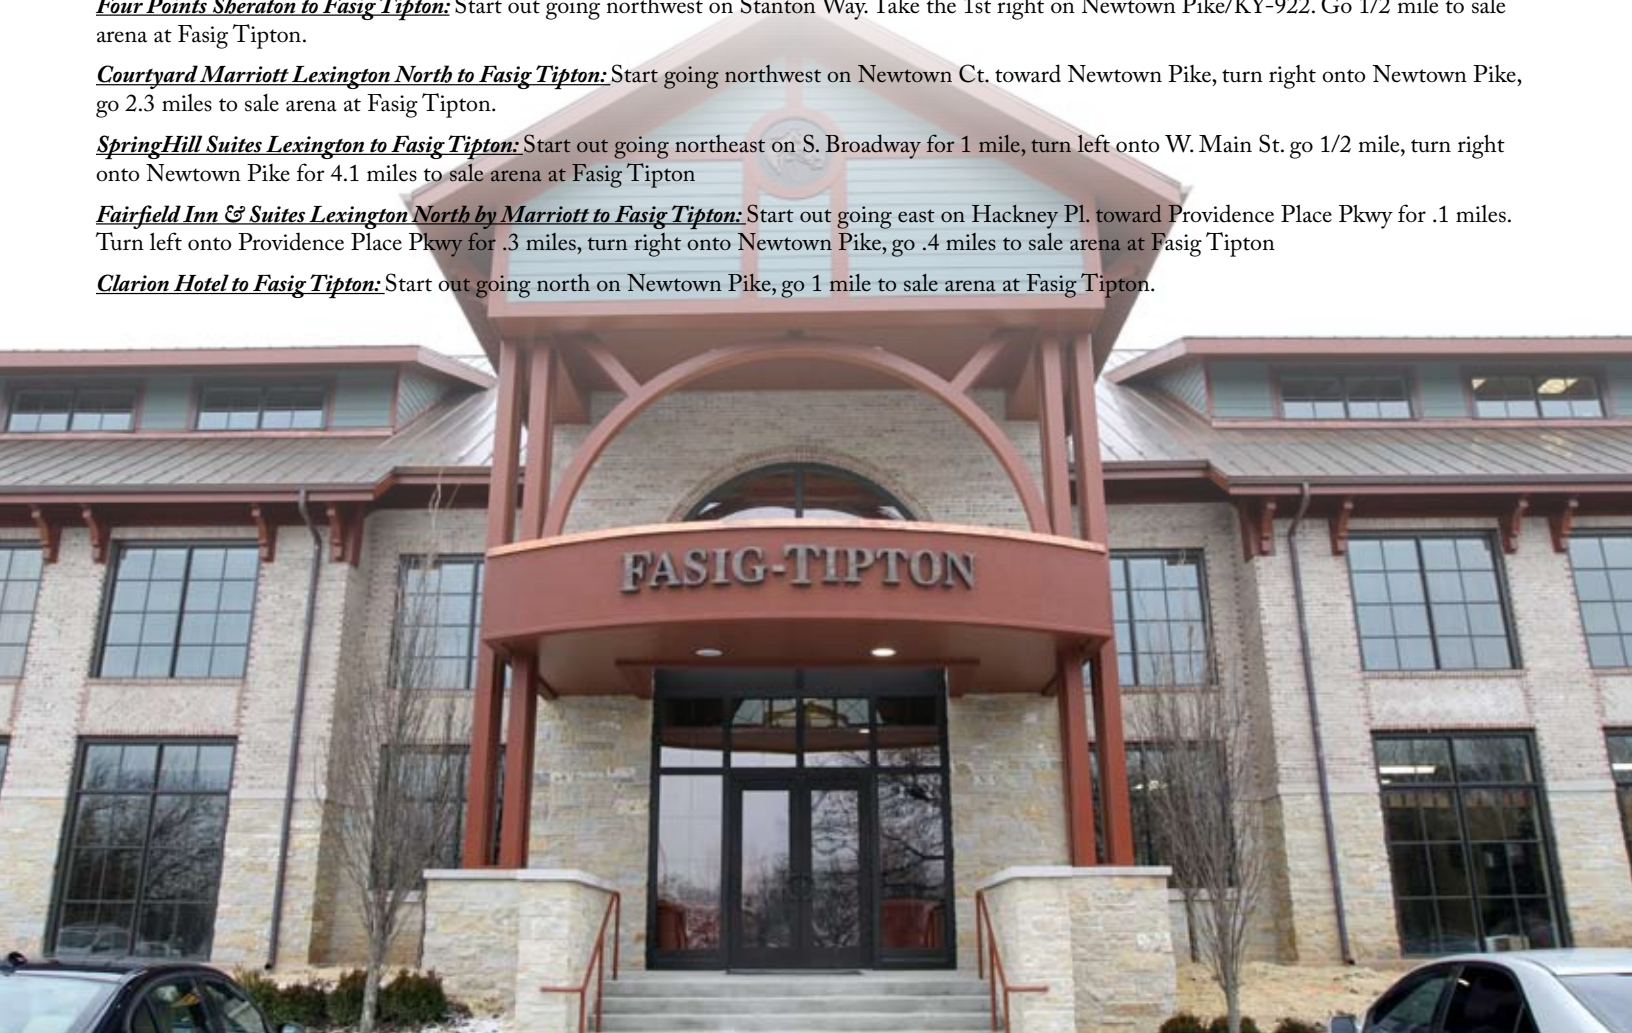 Four Points Sheraton to Fasig Tipton: Start out going northwest on Stanton Way. Take the 1st right on Newtown Pike/KY-922. Go 1/2 mile to sale
arena at Fasig Tipton.
Courtyard Marriott Lexington North to Fasig Tipton: Start going northwest on Newtown Ct. toward Newtown Pike, turn right onto Newtown Pike,
go 2.3 miles to sale arena at Fasig Tipton.
SpringHill Suites Lexington to Fasig Tipton: Start out going northeast on S. Broadway for 1 mile, turn left onto W. Main St. go 1/2 mile, turn right
onto Newtown Pike for 4.1 miles to sale arena at Fasig Tipton
Fairfield Inn & Suites Lexington North by Marriott to Fasig Tipton: Start out going east on Hackney Pl. toward Providence Place Pkwy for .1 miles.
Turn left onto Providence Place Pkwy for .3 miles, turn right onto Newtown Pike, go .4 miles to sale arena at Fasig Tipton
Clarion Hotel to Fasig Tipton: Start out going north on Newtown Pike, go 1 mile to sale arena at Fasig Tipton.
FASIG-TIPTON